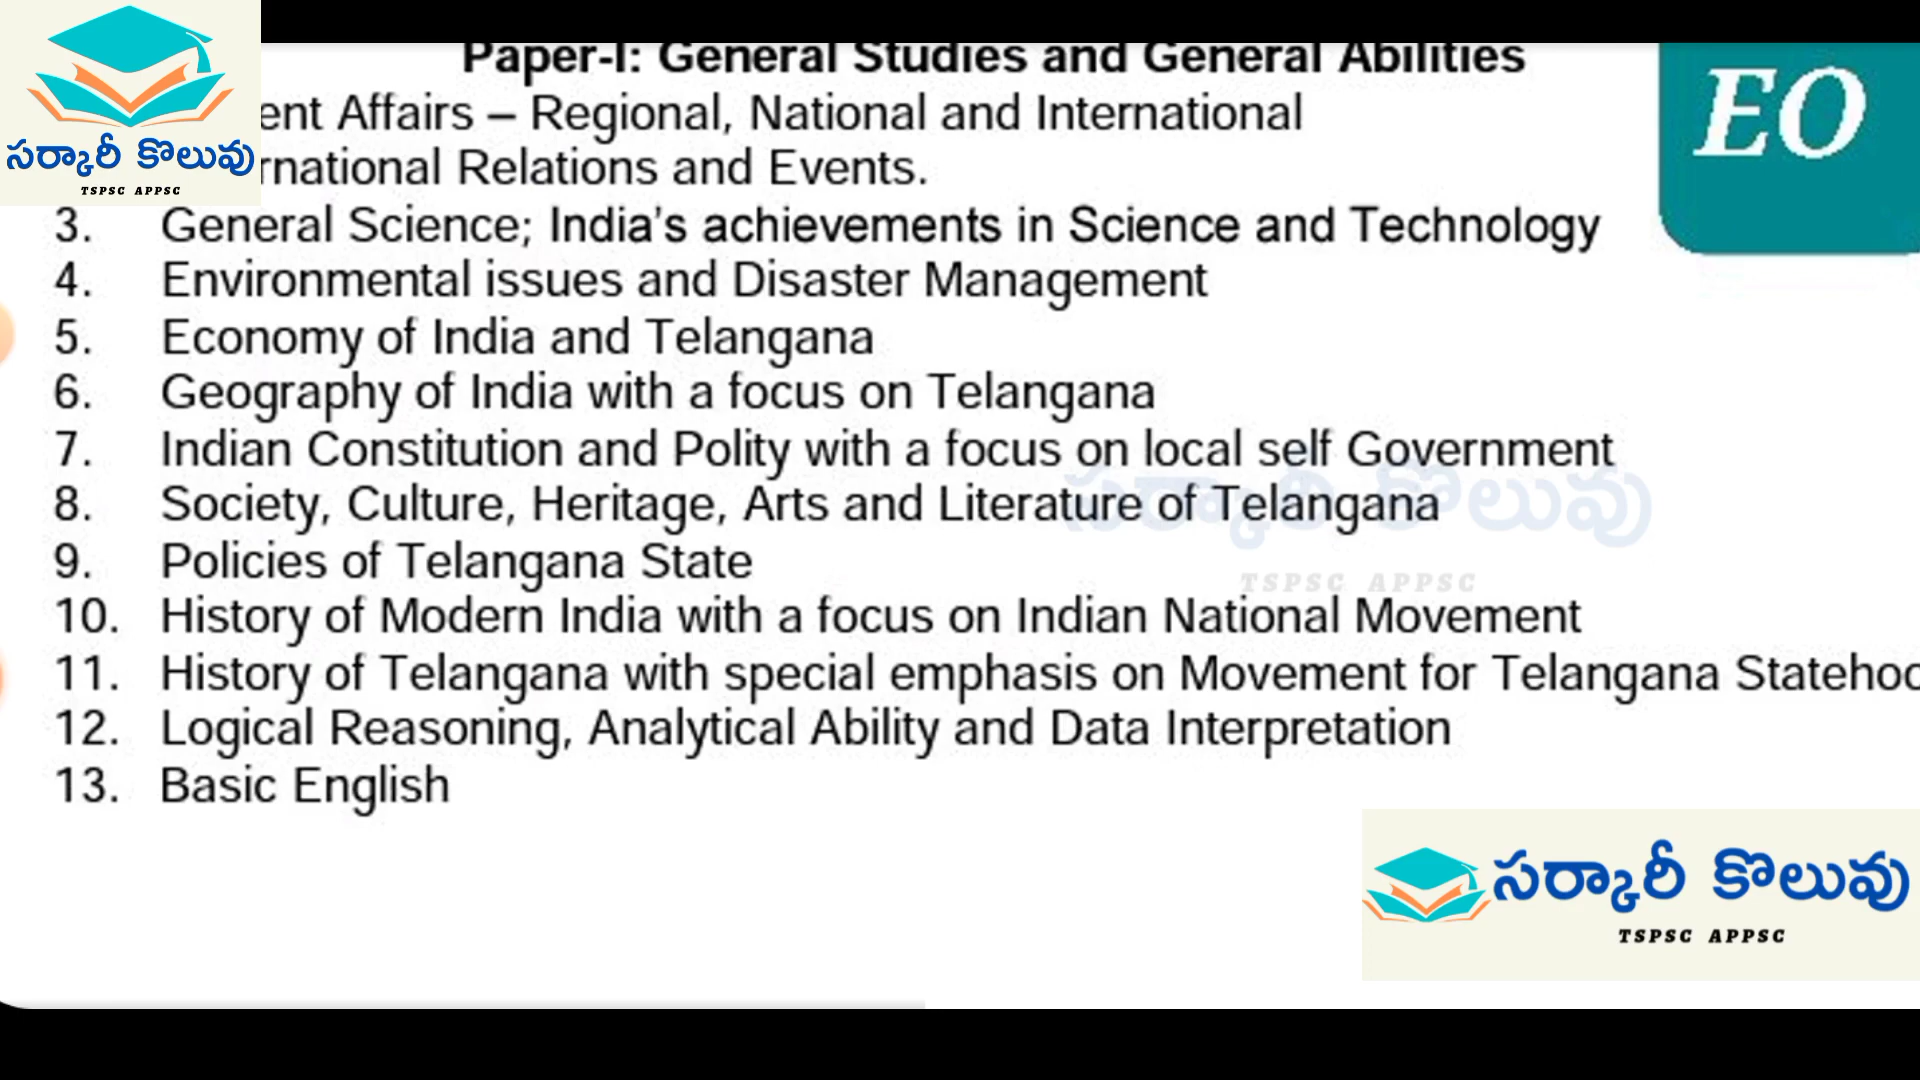 Paper-I: General Studies and General Abilities
EO
ent Affairs – Regional, National and International
rnational Relations and Events.
సర్కారీ కొలువు
TSPSC APPSC
3. General Science; India's achievements in Science and Technology
4. Environmental issues and Disaster Management
5. Economy of India and Telangana
6. Geography of India with a focus on Telangana
7. Indian Constitution and Polity with a focus on local self Government
8. Society, Culture, Heritage, Arts and Literature of Telangana
సర్కారీ కొలువు
9. Policies of Telangana State
TSPSC APPSC
10. History of Modern India with a focus on Indian National Movement
11. History of Telangana with special emphasis on Movement for Telangana Statehoo
12. Logical Reasoning, Analytical Ability and Data Interpretation
13. Basic English
సర్కారీ కొలువు
TSPSC APPSC